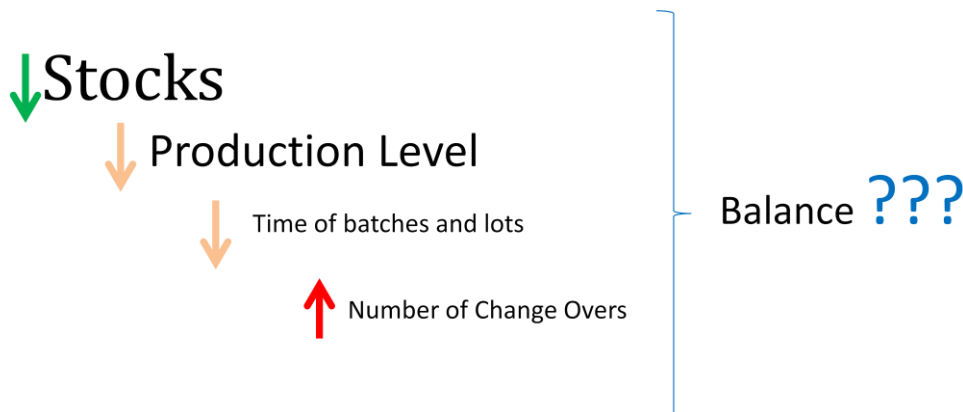 Stocks
Production Level
Time of batches and lots
Number of Change Overs
Balance ???